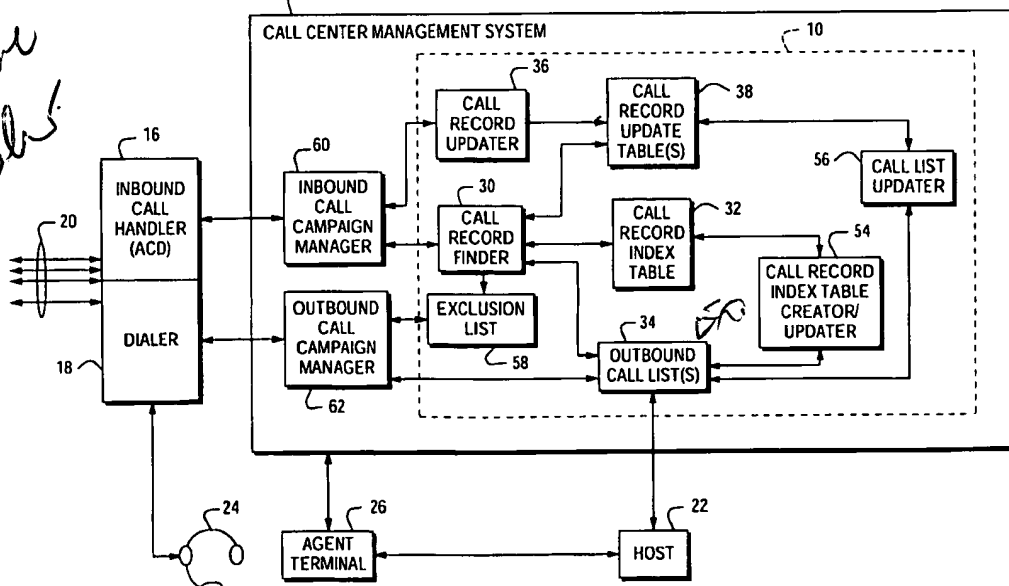 CALL CENTER MANAGEMENT SYSTEM
10
36
CALL
RECORD
UPDATER
CALL
RECORD
UPDATE
TABLE(S)
38
16
INBOUND
CALL
HANDLER
(ACD)
60
INBOUND
CALL
CAMPAIGN
MANAGER
30
CALL
RECORD
FINDER
CALL
RECORD
INDEX
TABLE
32
56
CALL LIST
UPDATER
54
CALL RECORD
INDEX TABLE
CREATOR/
UPDATER
20
DIALER
18
OUTBOUND
CALL
CAMPAIGN
MANAGER
62
EXCLUSION
LIST
58
34
OUTBOUND
CALL LIST(S)
24
26
AGENT
TERMINAL
22
HOST